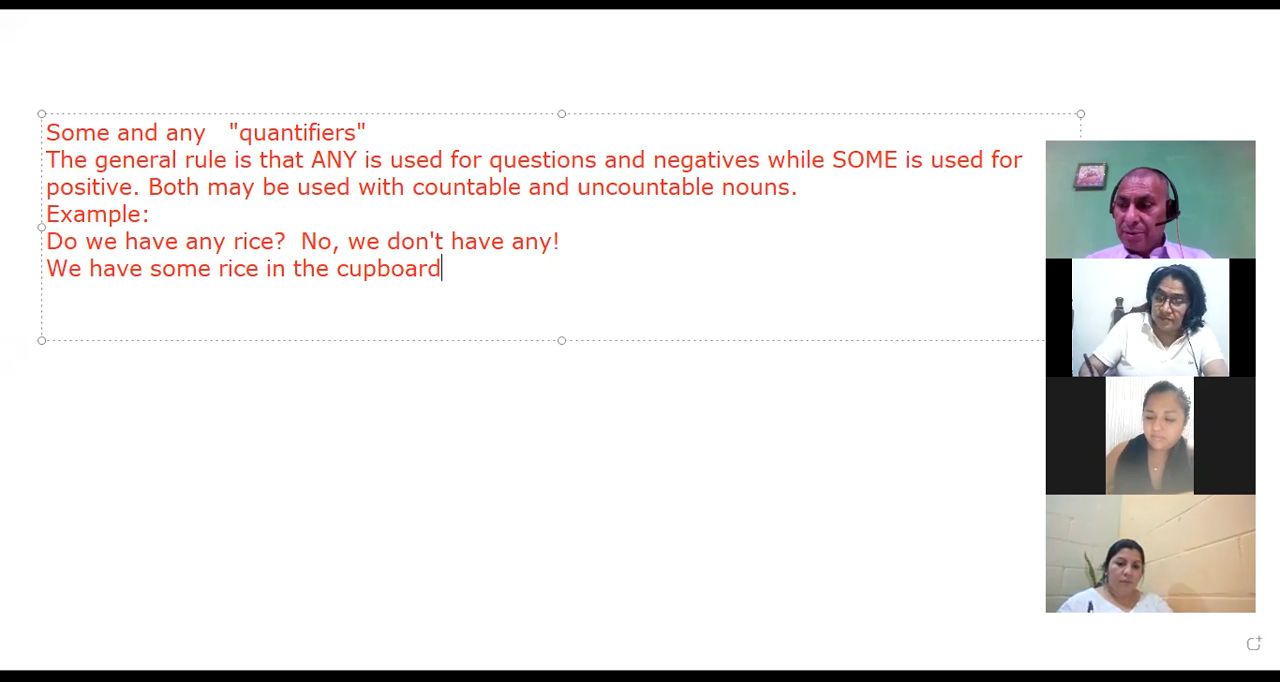 Some and any "quantifiers"
The general rule is that ANY is used for questions and negatives while SOME is used for
positive. Both may be used with countable and uncountable nouns.
Example:
Do we have any rice? No, we don't have any!
We have some rice in the cupboard